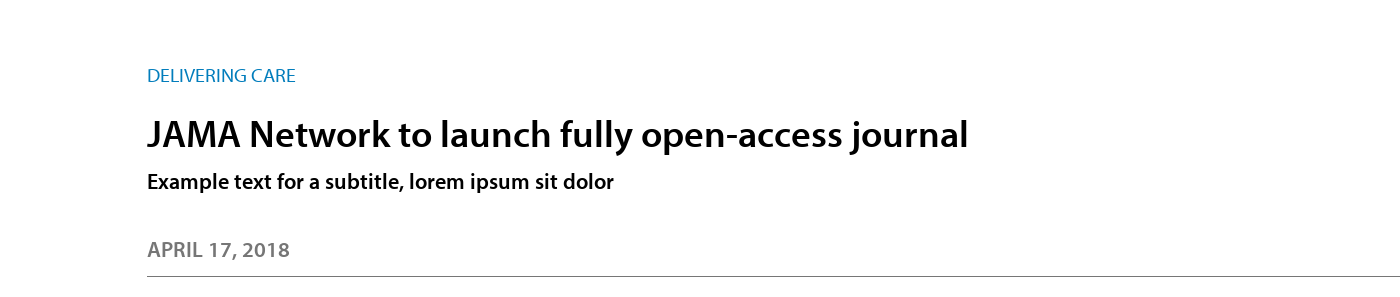 DELIVERING CARE
JAMA Network to launch fully open-access journal
Example text for a subtitle, lorem ipsum sit dolor
APRIL 17, 2018